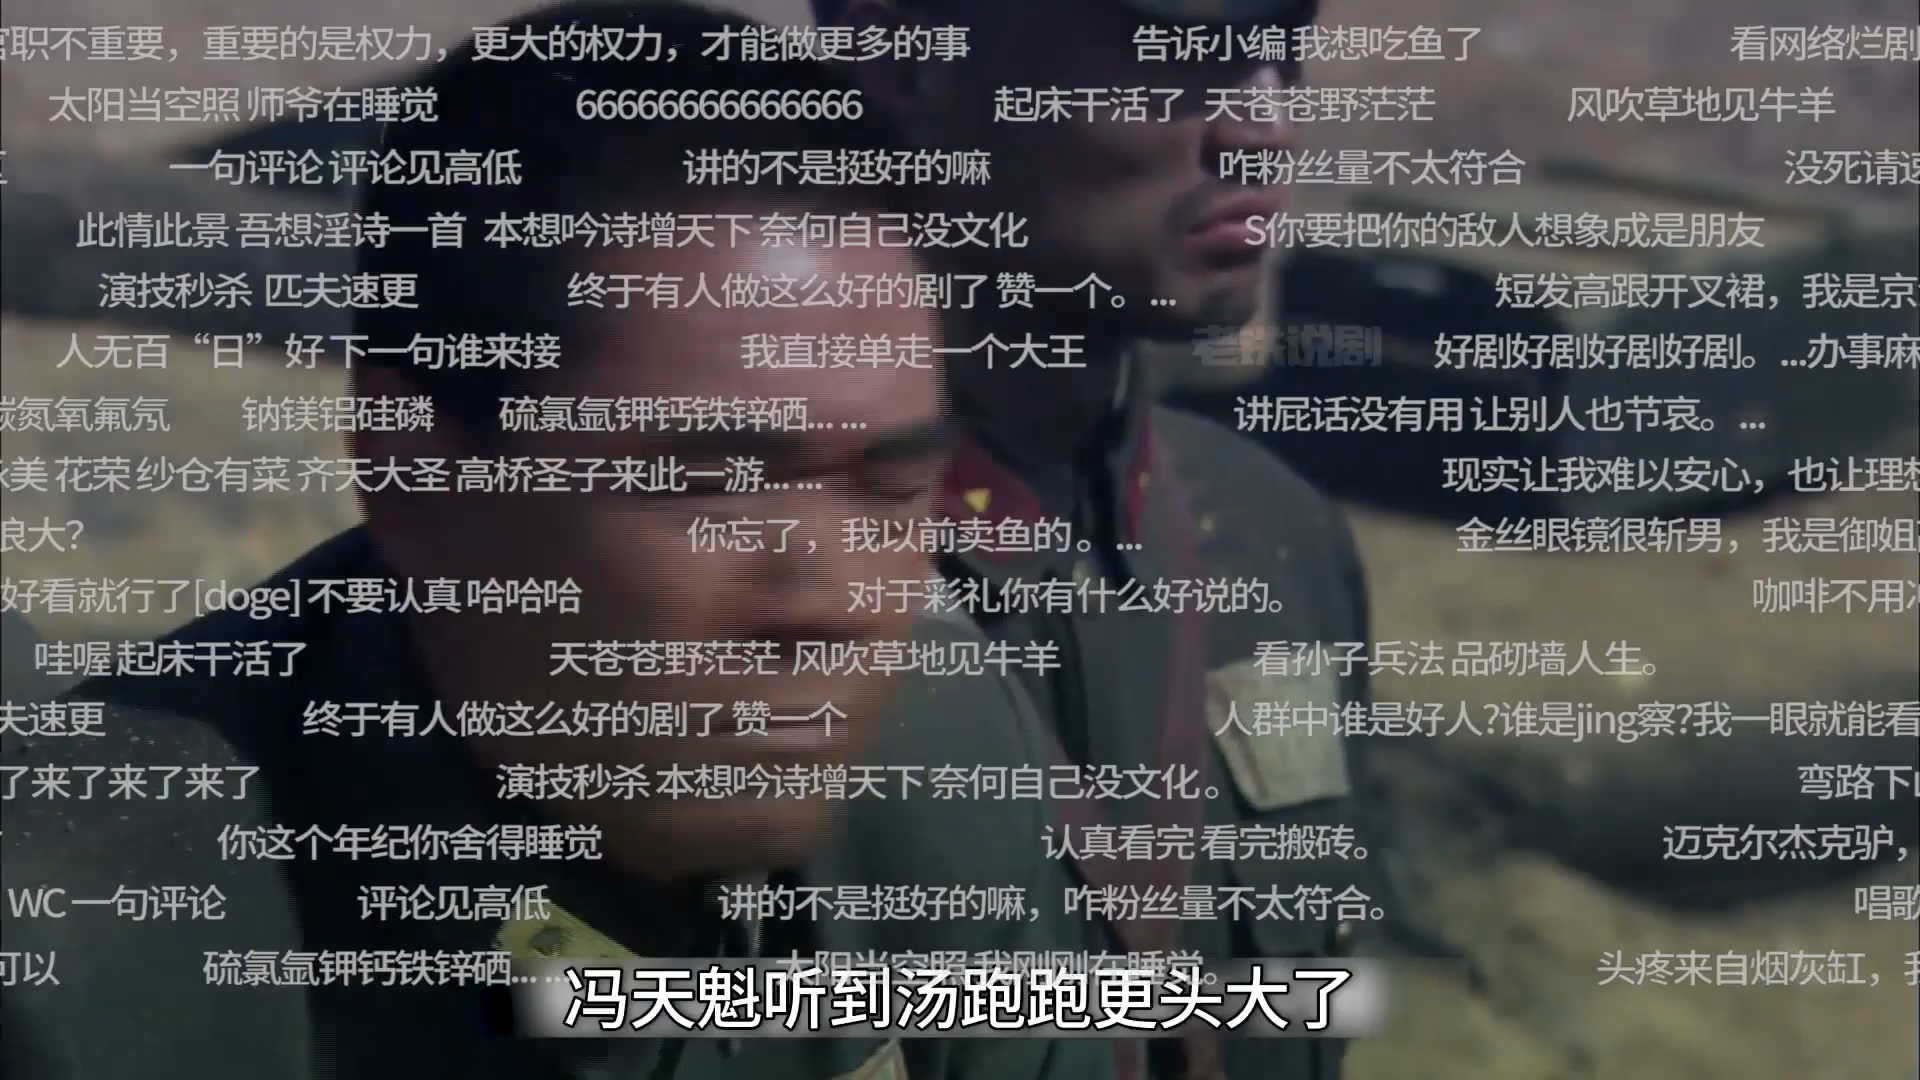 官职不重要，重要的是权力，更大的权力，才能做更多的事 告诉小编 我想吃鱼了 看网络烂剧
太阳当空照 师爷在睡觉 66666666666666 起床干活了 天苍苍野茫茫 风吹草地见牛羊
一句评论 评论见高低 讲的不是挺好的嘛 咋粉丝量不太符合 没死请速
此情此景 吾想淫诗一首 本想吟诗增天下 奈何自己没文化 S你要把你的敌人想象成是朋友
演技秒杀 匹夫速更 终于有人做这么好的剧了 赞一个。... 短发高跟开叉裙，我是京
人无百“日”好 下一句谁来接 我直接单走一个大王 老妖说剧 好剧好剧好剧好剧。...办事麻
碳氮氧氟氖 钠镁铝硅磷 硫氯氩钾钙铁锌硒... ... 讲屁话没有用 让别人也节哀。...
美 花荣 纱仓有菜 齐天大圣 高桥圣子来此一游... ... 现实让我难以安心，也让理想
浪大？ 你忘了，我以前卖鱼的。... 金丝眼镜很斩男，我是御姐
好看就行了[doge] 不要认真 哈哈哈 对于彩礼你有什么好说的。 咖啡不用
哇喔 起床干活了 天苍苍野茫茫 风吹草地见牛羊 看孙子兵法 品砌墙人生。
夫速更 终于有人做这么好的剧了 赞一个 人群中谁是好人?谁是jing察?我一眼就能看
了来了来了来了 演技秒杀 本想吟诗增天下 奈何自己没文化。 弯路下
你这个年纪你舍得睡觉 认真看完 看完搬砖。 迈克尔杰克驴，
WC 一句评论 评论见高低 讲的不是挺好的嘛，咋粉丝量不太符合。 唱歌
可以 硫氯氩钾钙铁锌硒... ... 太阳当空照 我刚刚在睡觉。 头疼来自烟灰缸，我
冯天魁听到汤跑跑更头大了